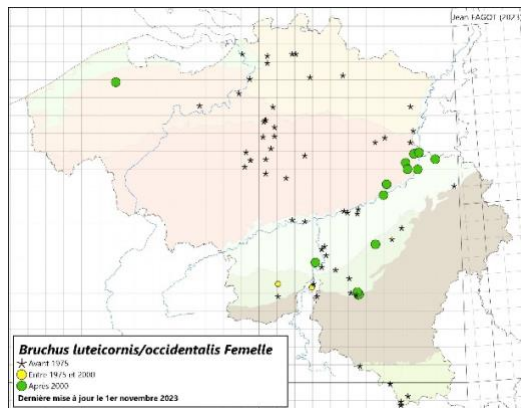 Jean FAGOT (2023)
Bruchus luteicornis/occidentalis Femelle
Avant 1975
Entre 1975 et 2000
Après 2000
Dernière mise à jour le 1er novembre 2023